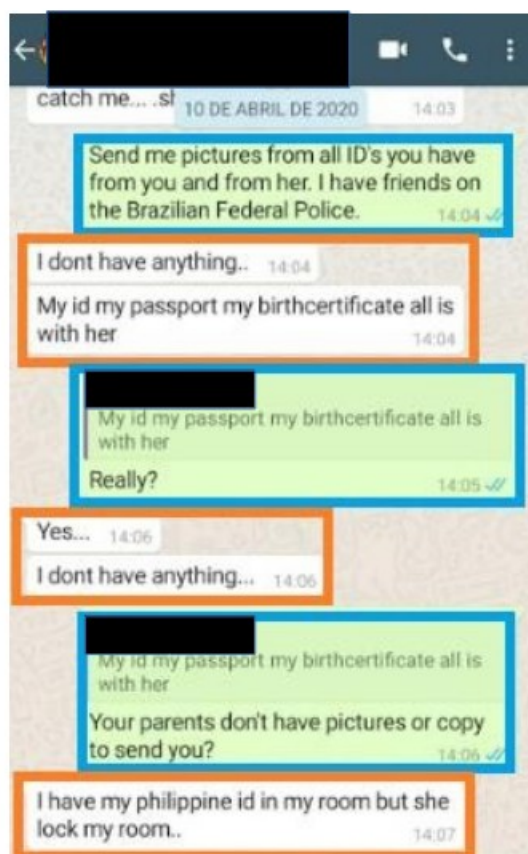 catch me... .sh
10 DE ABRIL DE 2020
14:03
Send me pictures from all ID's you have
from you and from her. I have friends on
the Brazilian Federal Police.
14:04
I dont have anything.. 14:04
My id my passport my birthcertificate all is
with her
14:04
My id my passport my birthcertificate all is
with her
Really?
14:05
Yes... 14:06
I dont have anything... 14:06
My id my passport my birthcertificate all is
with her
Your parents don't have pictures or copy
to send you?
14:06
I have my philippine id in my room but she
lock my room..
14:07